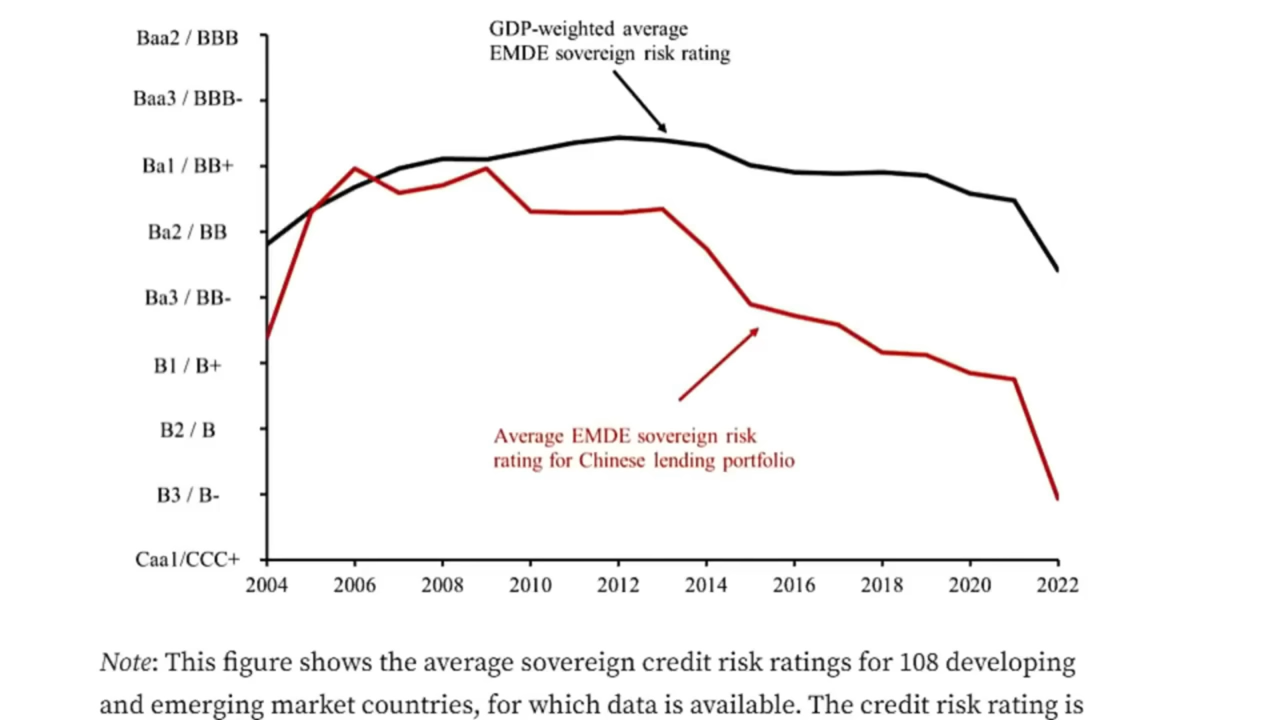 GDP-weighted average
EMDE sovereign risk rating
Baa2 / BBB
Baa3 / BBB-
Ba1 / BB+
Ba2 / BB
Ba3 / BB-
B1 / B+
B2 / B
B3 / B-
Caa1/CCC+
Average EMDE sovereign risk
rating for Chinese lending portfolio
2004 2006 2008 2010 2012 2014 2016 2018 2020 2022
Note: This figure shows the average sovereign credit risk ratings for 108 developing
and emerging market countries, for which data is available. The credit risk rating is